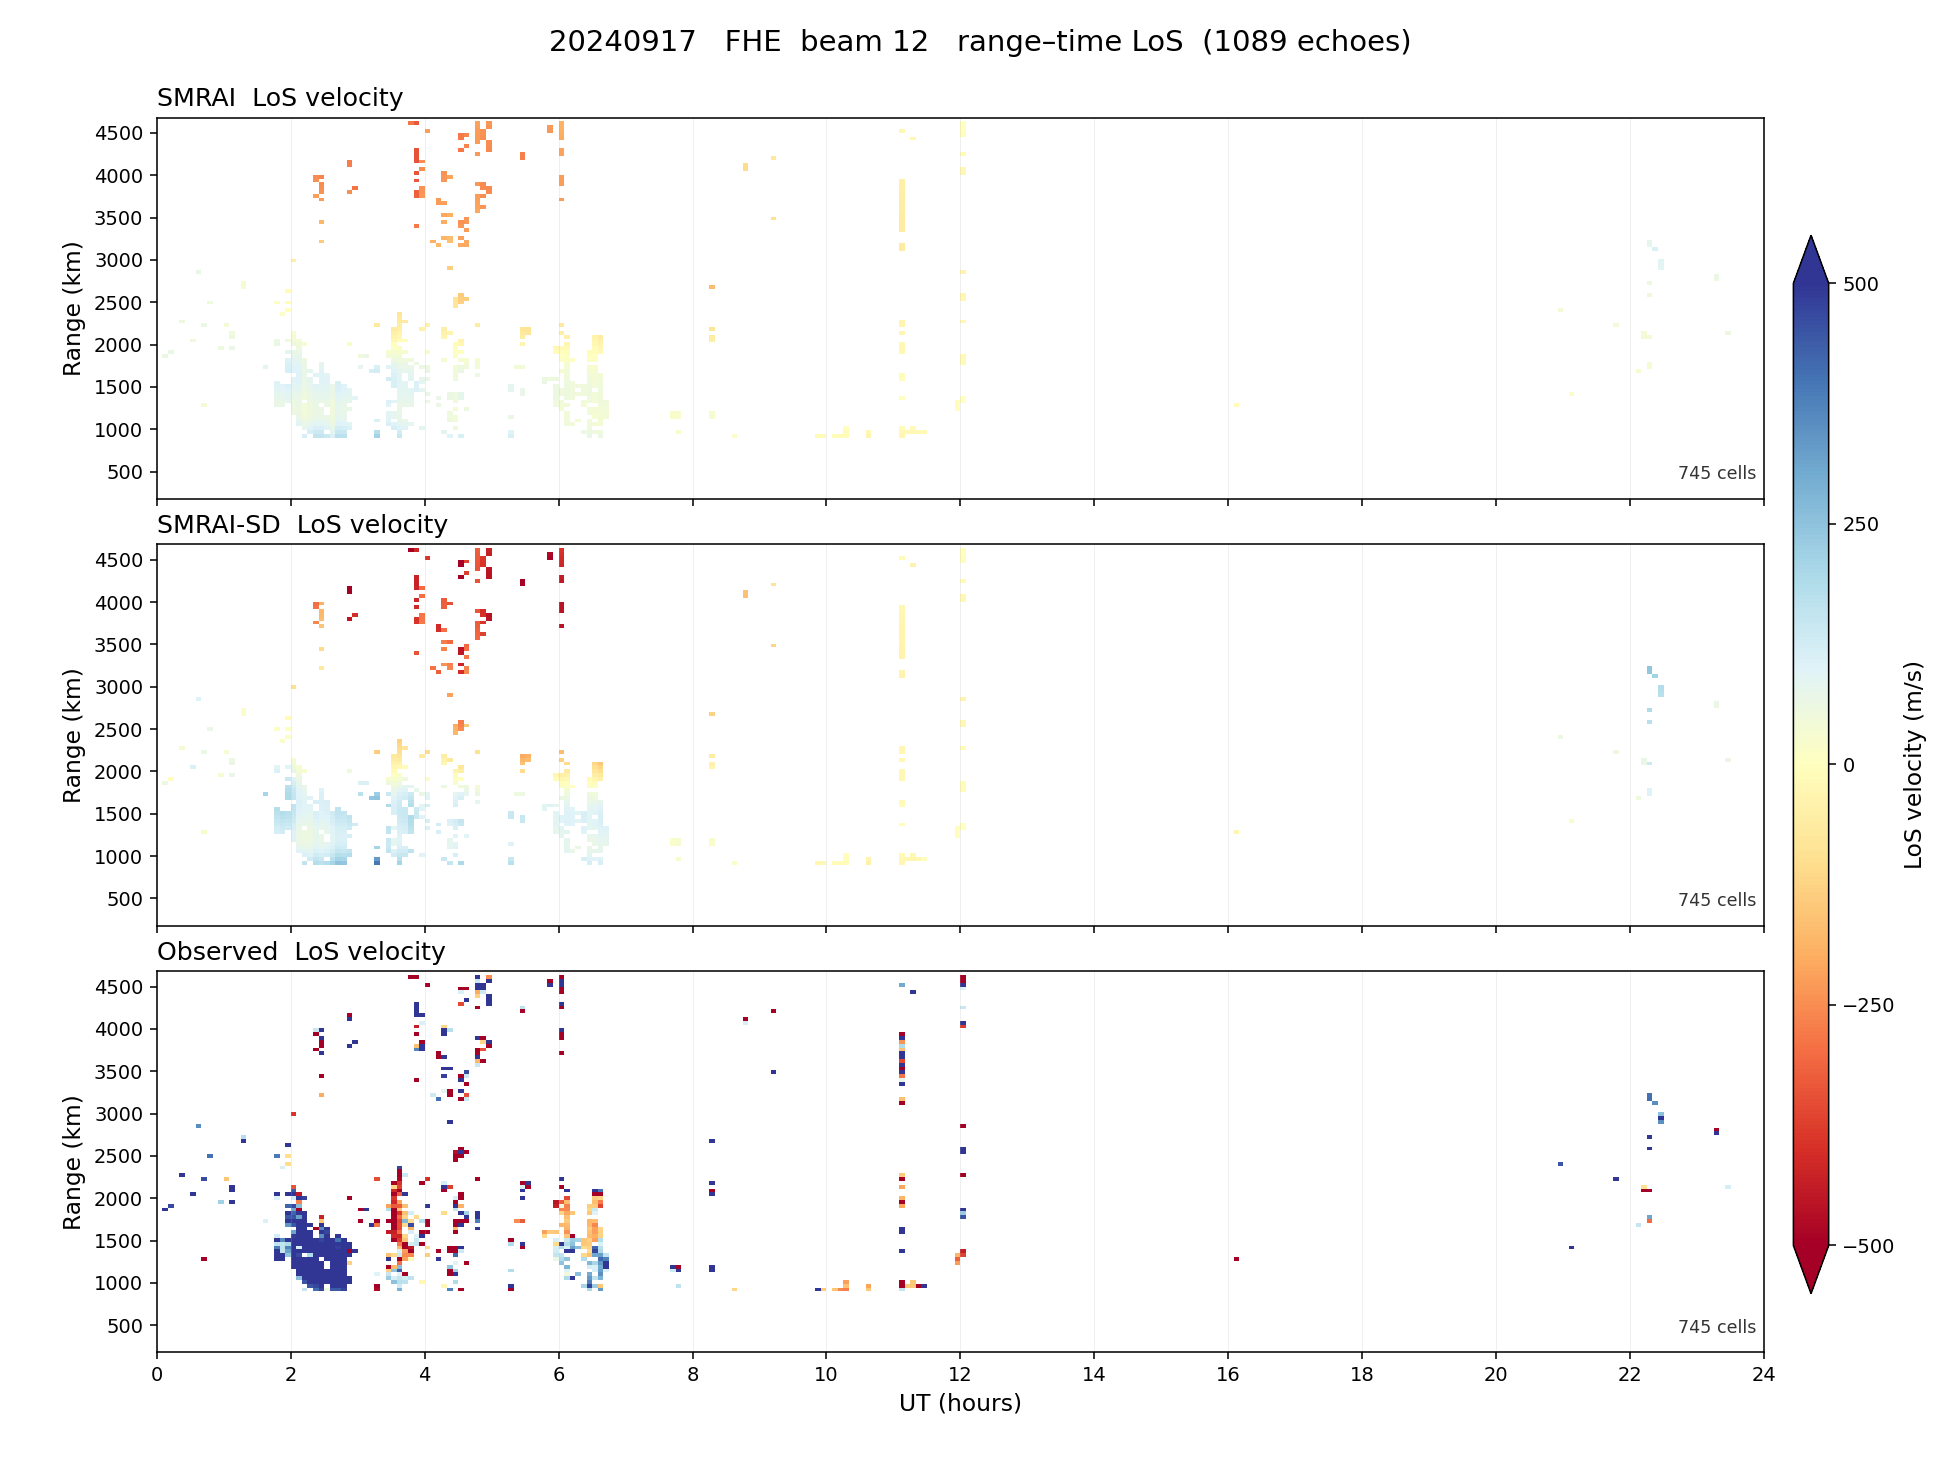 20240917   FHE  beam 12   range–time LoS  (1089 echoes)
SMRAI  LoS velocity
4500
4000
3500
3000
2500
2000
1500
1000
500
Range (km)
745 cells
SMRAI-SD  LoS velocity
4500
4000
3500
3000
2500
2000
1500
1000
500
Range (km)
745 cells
Observed  LoS velocity
4500
4000
3500
3000
2500
2000
1500
1000
500
Range (km)
745 cells
0 2 4 6 8 10 12 14 16 18 20 22 24
UT (hours)
500
250
0
−250
−500
LoS velocity (m/s)